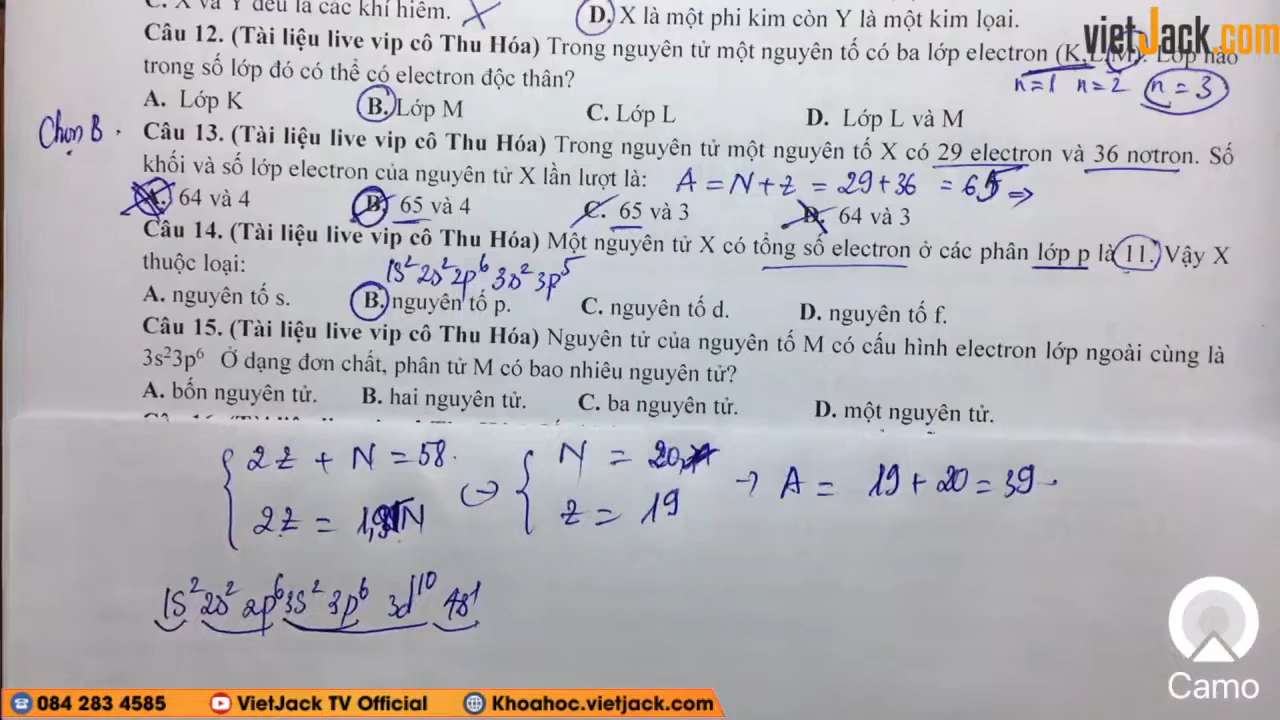 C. X và Y đều là các khí hiếm. D. X là một phi kim còn Y là một kim loại.
vietJack.com
Câu 12. (Tài liệu live vip cô Thu Hóa) Trong nguyên tử một nguyên tố có ba lớp electron (K,L,M). Lớp nào
trong số lớp đó có thể có electron độc thân?
n=1 n=2 n=3
A. Lớp K B. Lớp M C. Lớp L D. Lớp L và M
Chọn B.
Câu 13. (Tài liệu live vip cô Thu Hóa) Trong nguyên tử một nguyên tố X có 29 electron và 36 nơtron. Số
khối và số lớp electron của nguyên tử X lần lượt là: A = N + Z = 29 + 36 = 65 ⇒
A. 64 và 4 B. 65 và 4 C. 65 và 3 D. 64 và 3
Câu 14. (Tài liệu live vip cô Thu Hóa) Một nguyên tử X có tổng số electron ở các phân lớp p là 11. Vậy X
thuộc loại: 1s² 2s² 2p⁶ 3s² 3p⁵
A. nguyên tố s. B. nguyên tố p. C. nguyên tố d. D. nguyên tố f.
Câu 15. (Tài liệu live vip cô Thu Hóa) Nguyên tử của nguyên tố M có cấu hình electron lớp ngoài cùng là
3s²3p⁶ Ở dạng đơn chất, phân tử M có bao nhiêu nguyên tử?
A. bốn nguyên tử. B. hai nguyên tử. C. ba nguyên tử. D. một nguyên tử.
2Z + N = 58 N = 20 → A = 19 + 20 = 39
2Z = Z = 19
1s² 2s² 2p⁶ 3s² 3p⁶ 3d¹⁰ 4s¹
Camo
084 283 4585 VietJack TV Official Khoahoc.vietjack.com